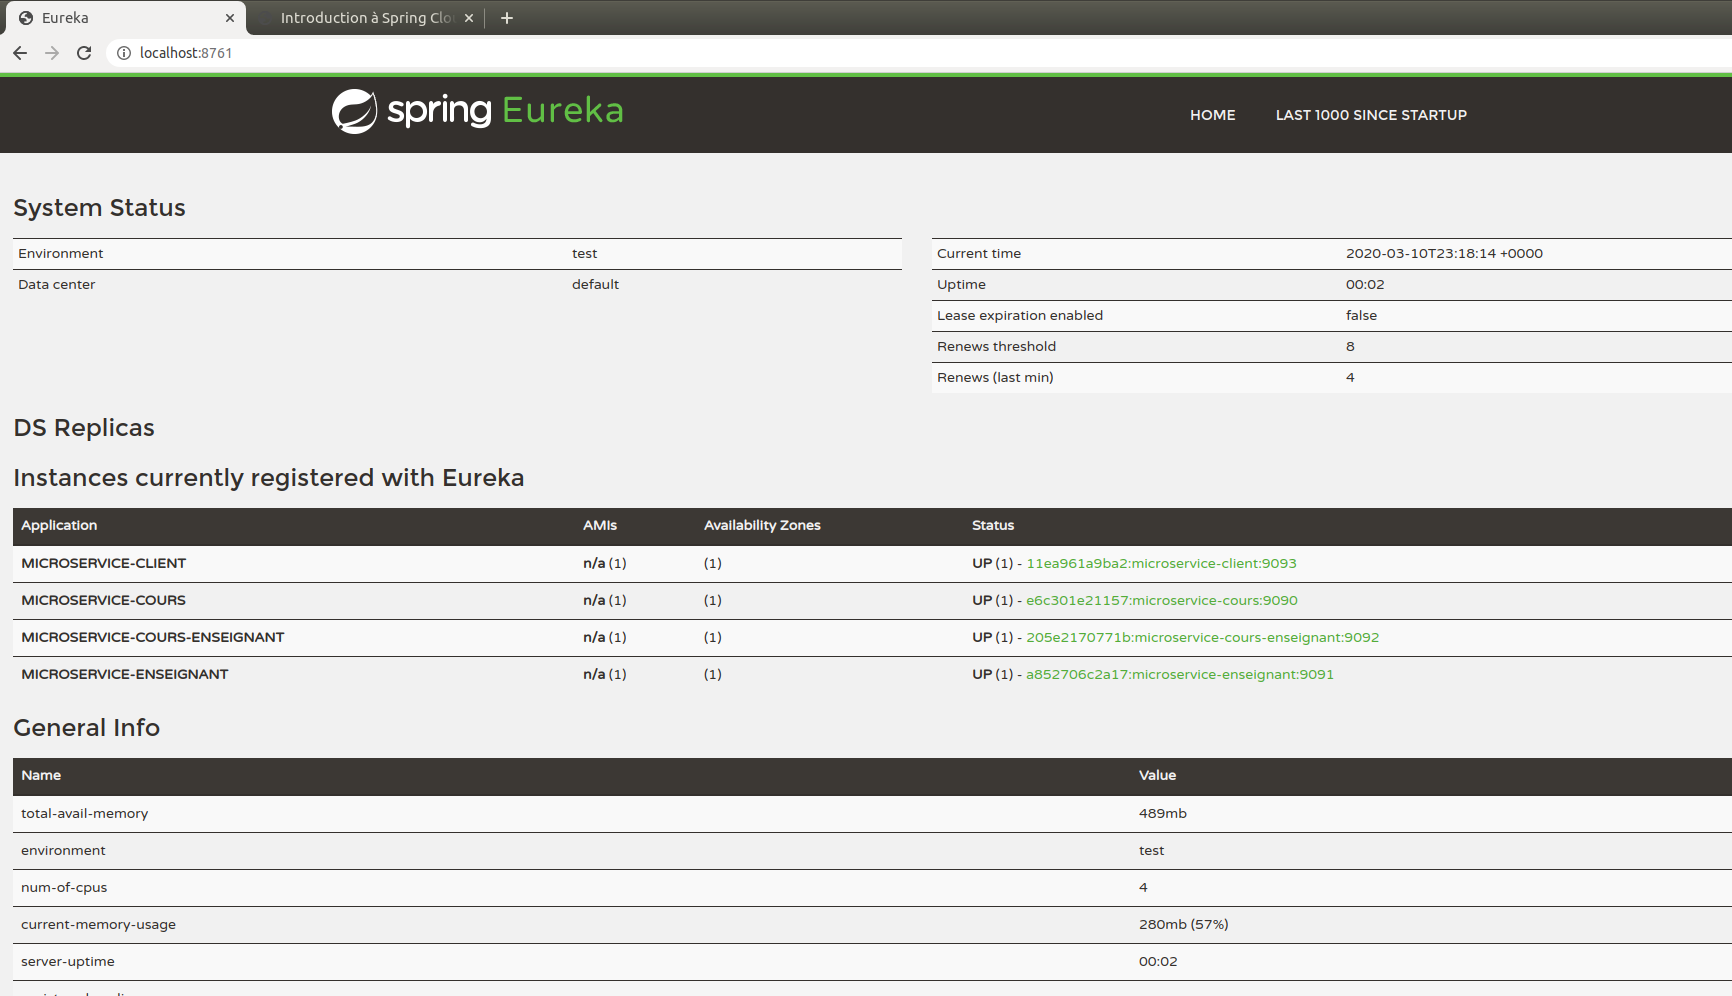 Eureka
Introduction à Spring Clo
localhost:8761
spring Eureka
HOME LAST 1000 SINCE STARTUP
System Status
Environment test
Data center default
Current time 2020-03-10T23:18:14 +0000
Uptime 00:02
Lease expiration enabled false
Renews threshold 8
Renews (last min) 4
DS Replicas
Instances currently registered with Eureka
Application AMIs Availability Zones Status
MICROSERVICE-CLIENT n/a (1) (1) UP (1) - 11ea961a9ba2:microservice-client:9093
MICROSERVICE-COURS n/a (1) (1) UP (1) - e6c301e21157:microservice-cours:9090
MICROSERVICE-COURS-ENSEIGNANT n/a (1) (1) UP (1) - 205e2170771b:microservice-cours-enseignant:9092
MICROSERVICE-ENSEIGNANT n/a (1) (1) UP (1) - a852706c2a17:microservice-enseignant:9091
General Info
Name Value
total-avail-memory 489mb
environment test
num-of-cpus 4
current-memory-usage 280mb (57%)
server-uptime 00:02